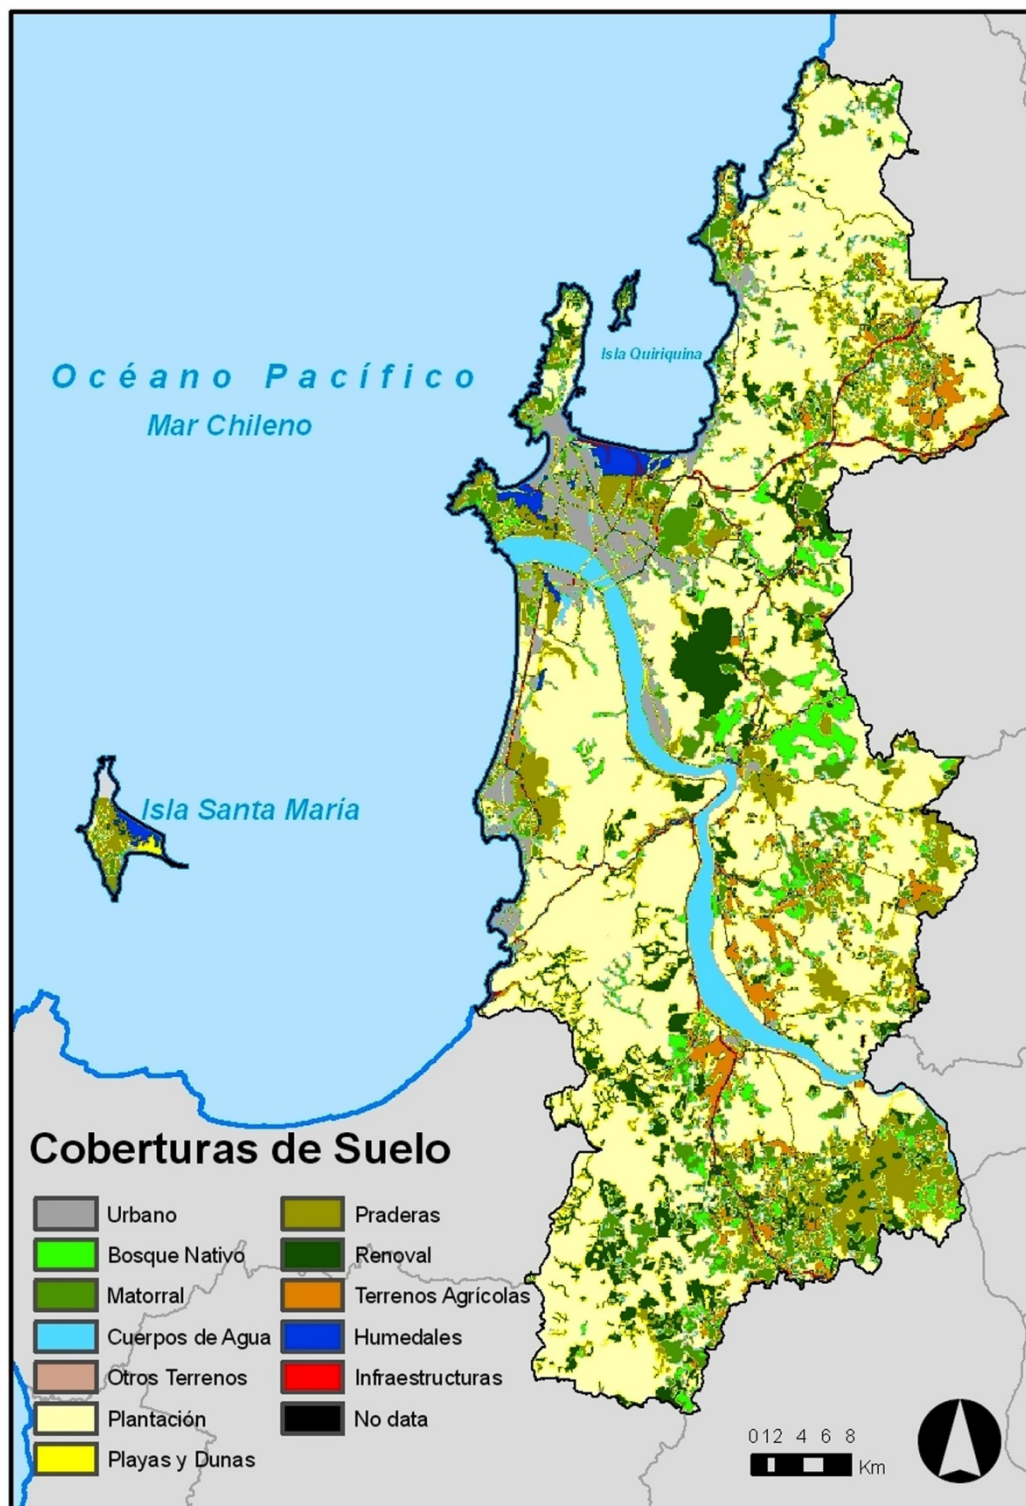 Isla Quiriquina
Océano Pacífico
Mar Chileno
Isla Santa María
Coberturas de Suelo
Urbano
Bosque Nativo
Matorral
Cuerpos de Agua
Otros Terrenos
Plantación
Playas y Dunas
Praderas
Renoval
Terrenos Agrícolas
Humedales
Infraestructuras
No data
0 1 2 4 6 8
Km